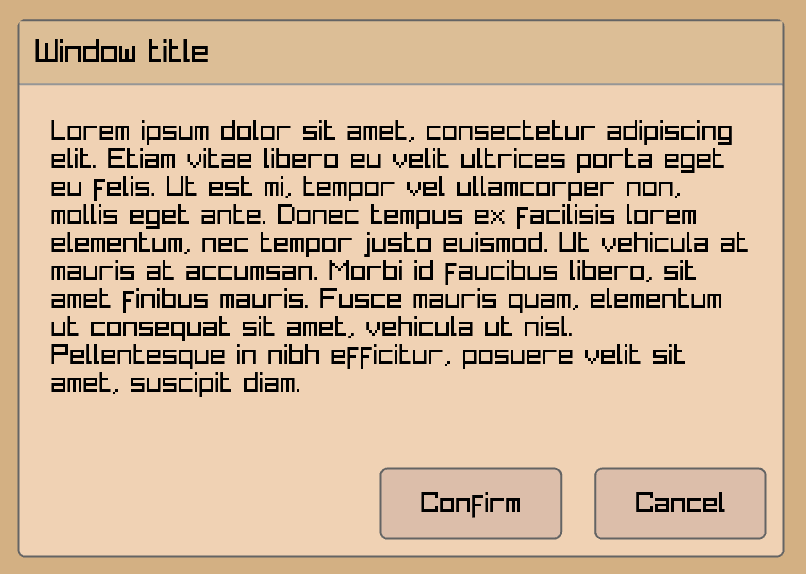 Window title
Lorem ipsum dolor sit amet, consectetur adipiscing
elit. Etiam vitae libero eu velit ultrices porta eget
eu felis. Ut est mi, tempor vel ullamcorper non,
mollis eget ante. Donec tempus ex facilisis lorem
elementum, nec tempor justo euismod. Ut vehicula at
mauris at accumsan. Morbi id faucibus libero, sit
amet finibus mauris. Fusce mauris quam, elementum
ut consequat sit amet, vehicula ut nisl.
Pellentesque in nibh efficitur, posuere velit sit
amet, suscipit diam.
Confirm
Cancel